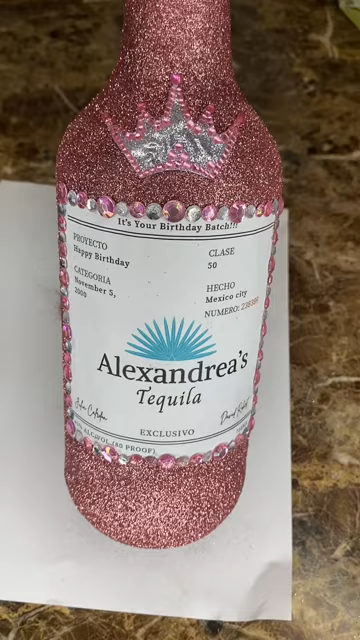 It's Your Birthday Batch!!!
PROYECTO
Happy Birthday
CATEGORIA
November 5,
2000
CLASE
50
HECHO
Mexico city
NUMERO:
Alexandrea's
Tequila
EXCLUSIVO
ALCHOL (80 PROOF)